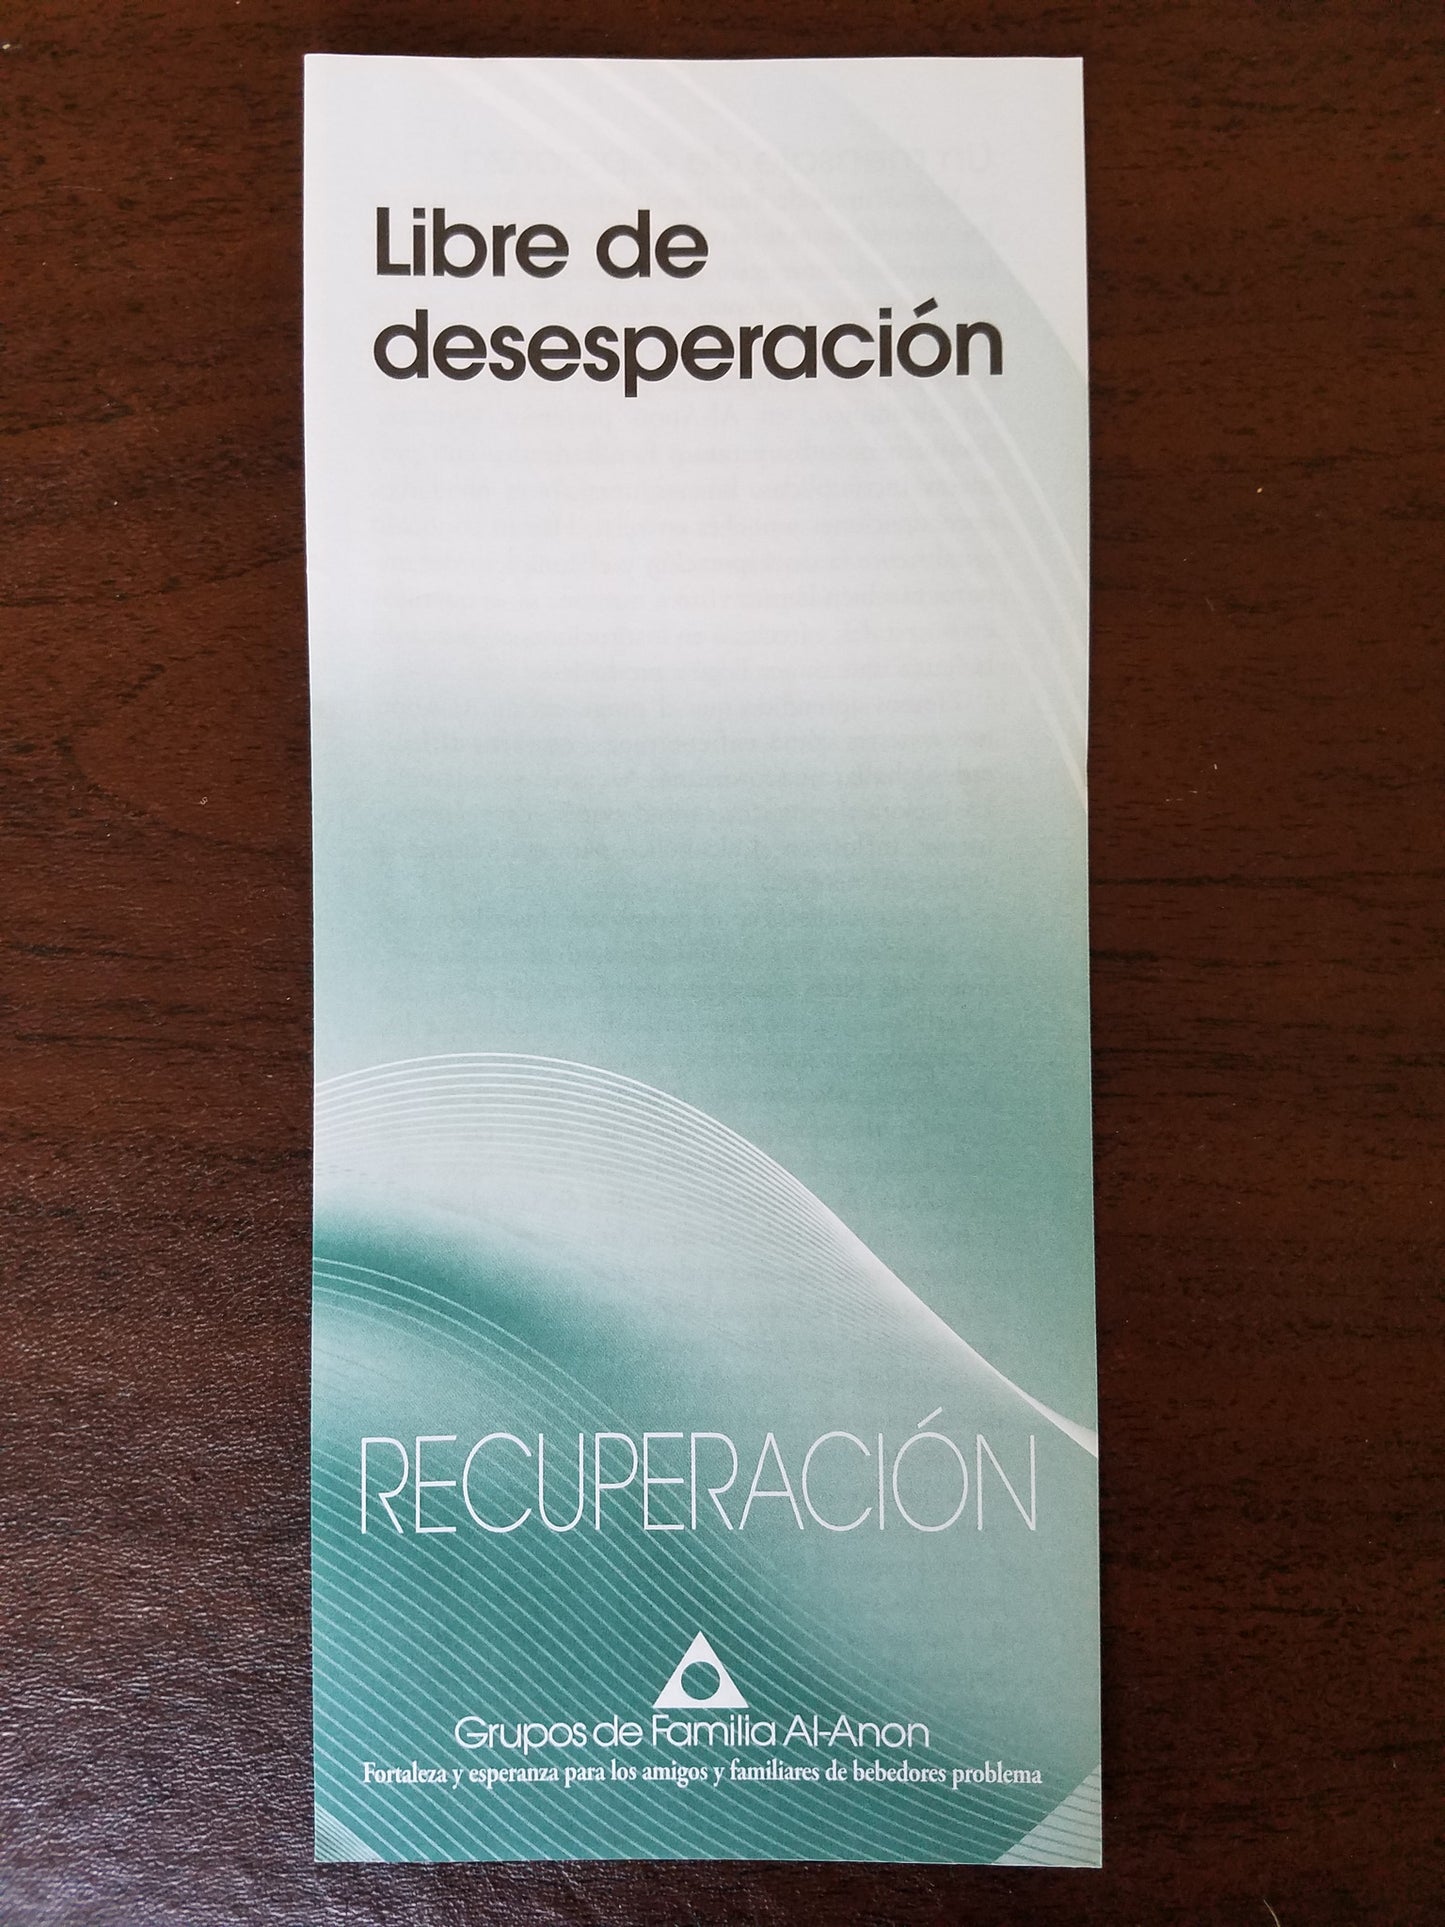 Libre de
desesperación
RECUPERACIÓN
Grupos de Familia Al-Anon
Fortaleza y esperanza para los amigos y familiares de bebedores problema